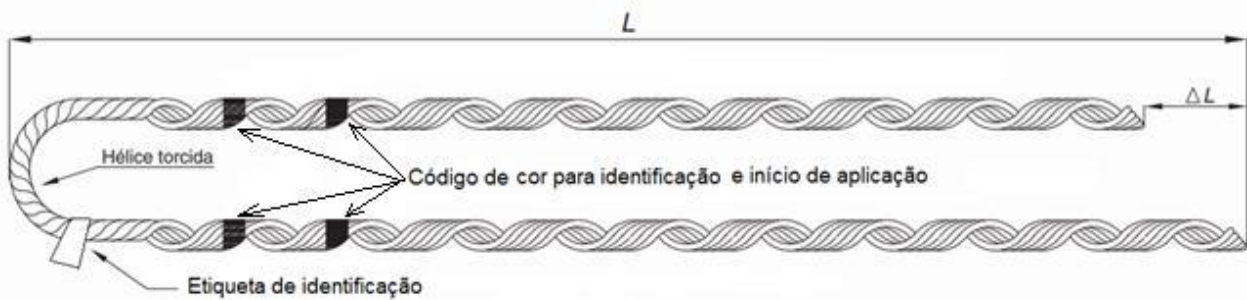 L
ΔL
Hélice torcida
Código de cor para identificação e início de aplicação
Etiqueta de identificação